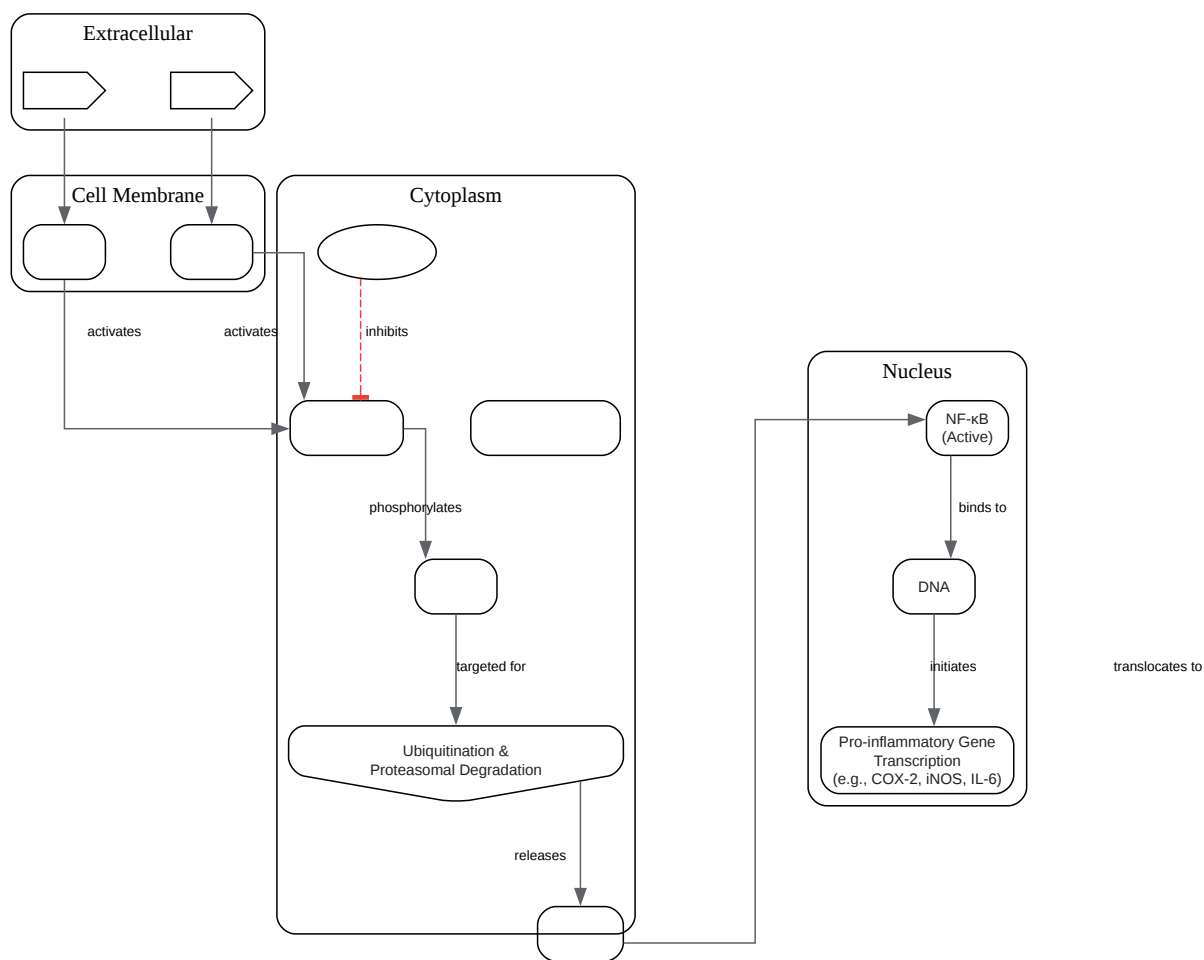 Extracellular
Cell Membrane
Cytoplasm
activates
activates
inhibits
Nucleus
NF-κB
(Active)
phosphorylates
binds to
DNA
targeted for
initiates
translocates to
Ubiquitination &
Proteasomal Degradation
Pro-inflammatory Gene
Transcription
(e.g., COX-2, iNOS, IL-6)
releases